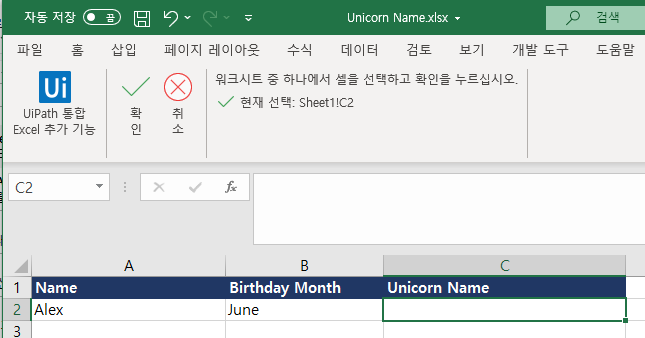 자동 저장 끔 Unicorn Name.xlsx 검색
파일 홈 삽입 페이지 레이아웃 수식 데이터 검토 보기 개발 도구 도움말
Ui
UiPath 통합
Excel 추가 기능
확
인
취
소
워크시트 중 하나에서 셀을 선택하고 확인을 누르십시오.
현재 선택: Sheet1!C2
C2 fx
A B C
1 Name Birthday Month Unicorn Name
2 Alex June
3